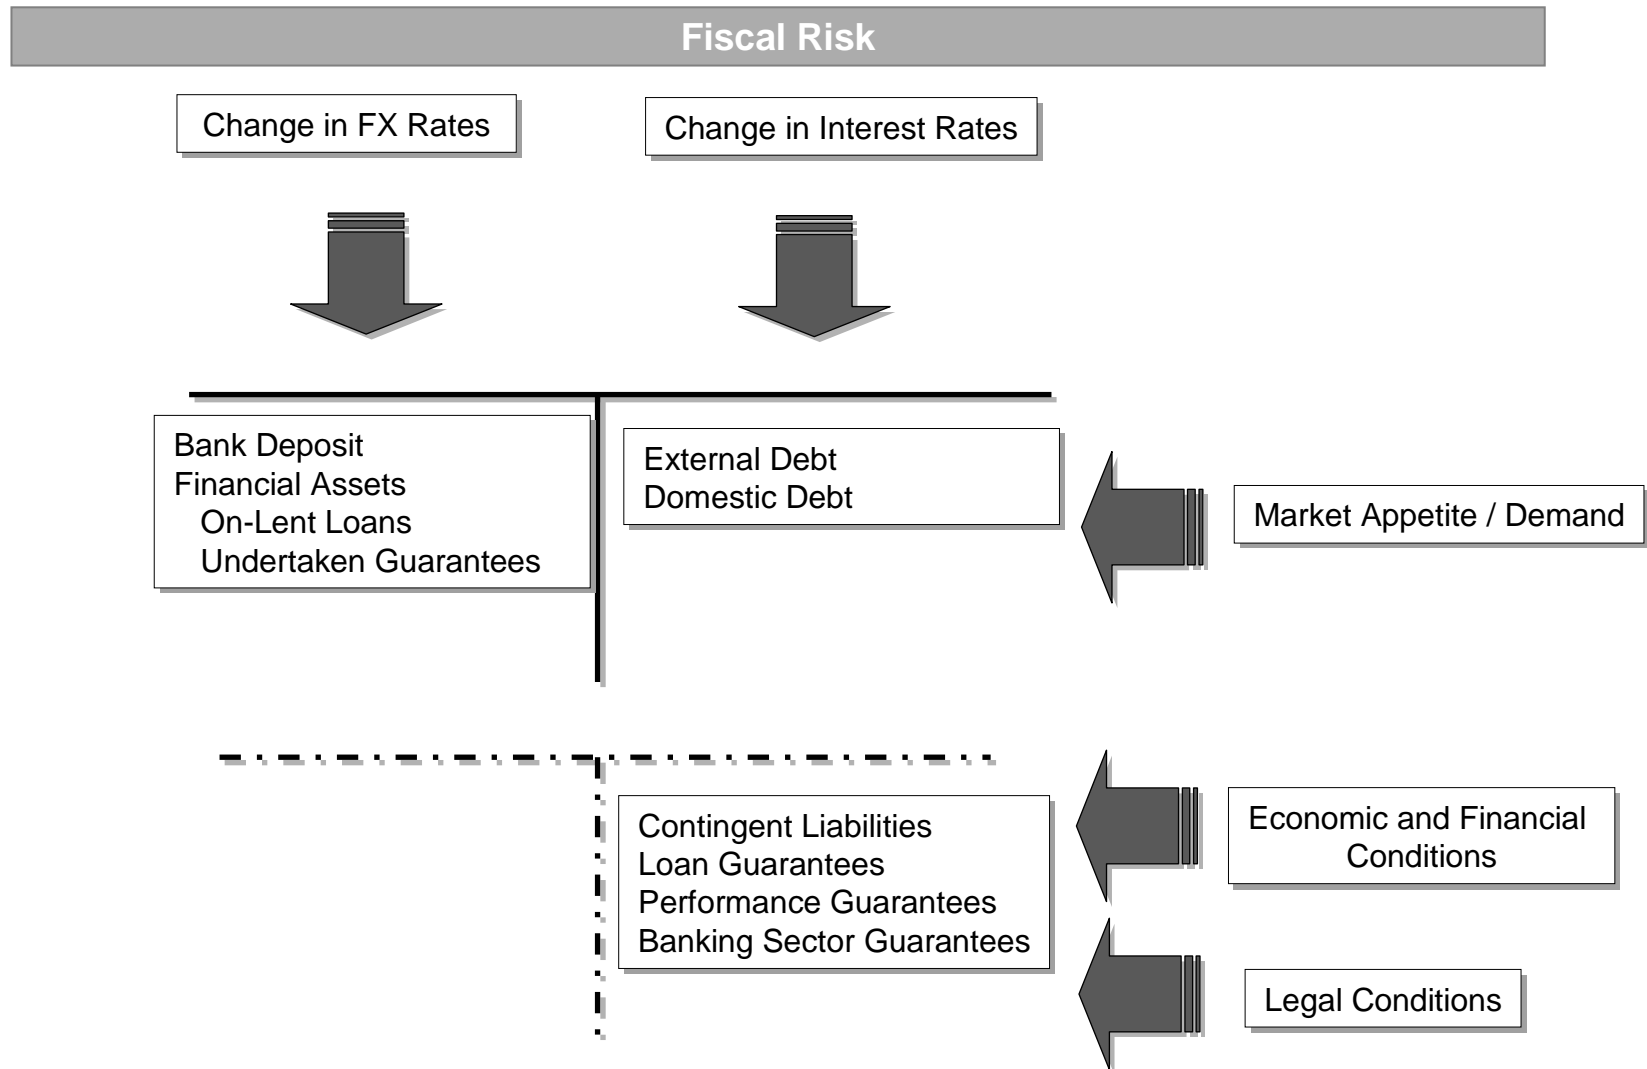 Fiscal Risk
Change in FX Rates
Change in Interest Rates
Bank Deposit
Financial Assets
On-Lent Loans
Undertaken Guarantees
External Debt
Domestic Debt
Market Appetite / Demand
Contingent Liabilities
Loan Guarantees
Performance Guarantees
Banking Sector Guarantees
Economic and Financial
Conditions
Legal Conditions